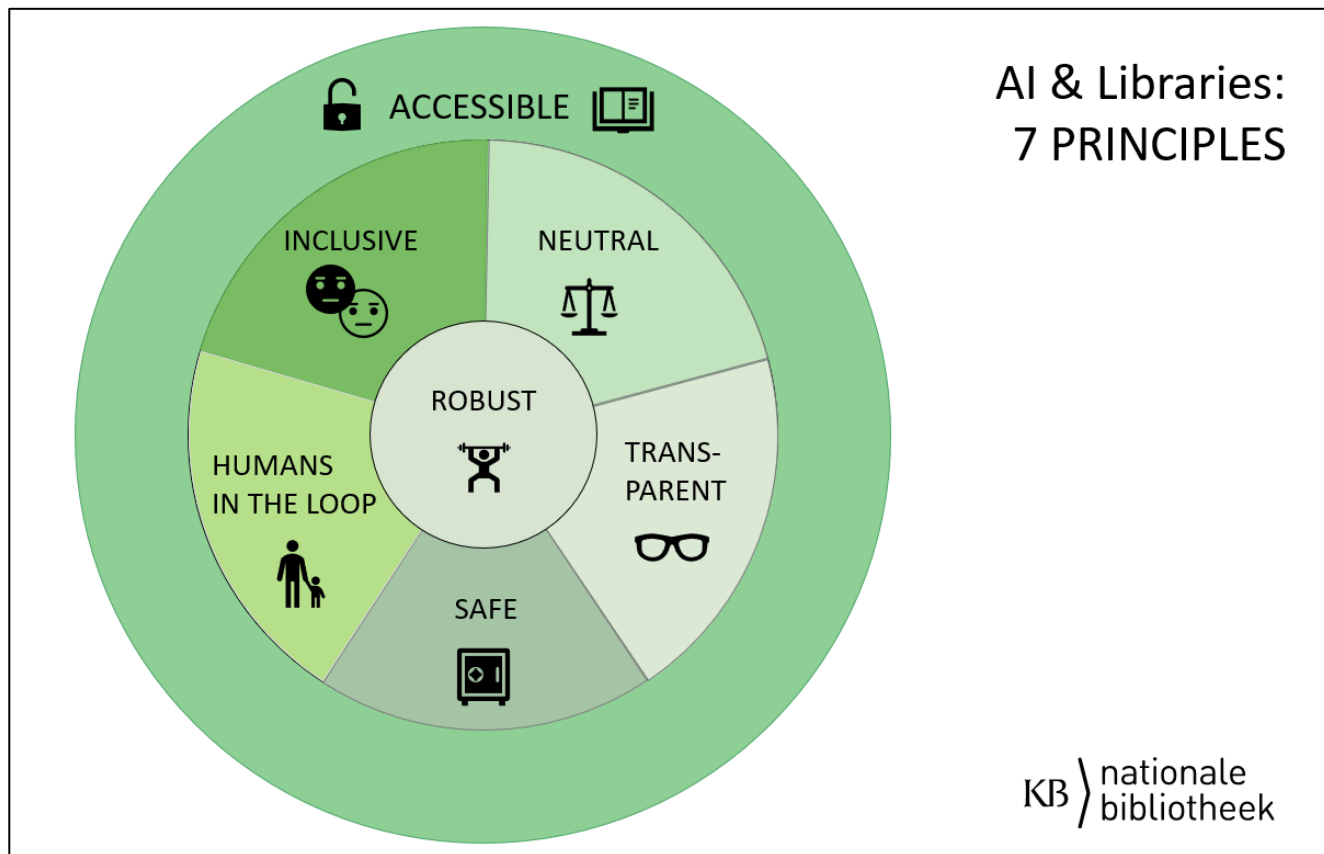 AI & Libraries:
7 PRINCIPLES
ACCESSIBLE
INCLUSIVE
NEUTRAL
ROBUST
HUMANS
IN THE LOOP
TRANS-
PARENT
SAFE
KB nationale
bibliotheek